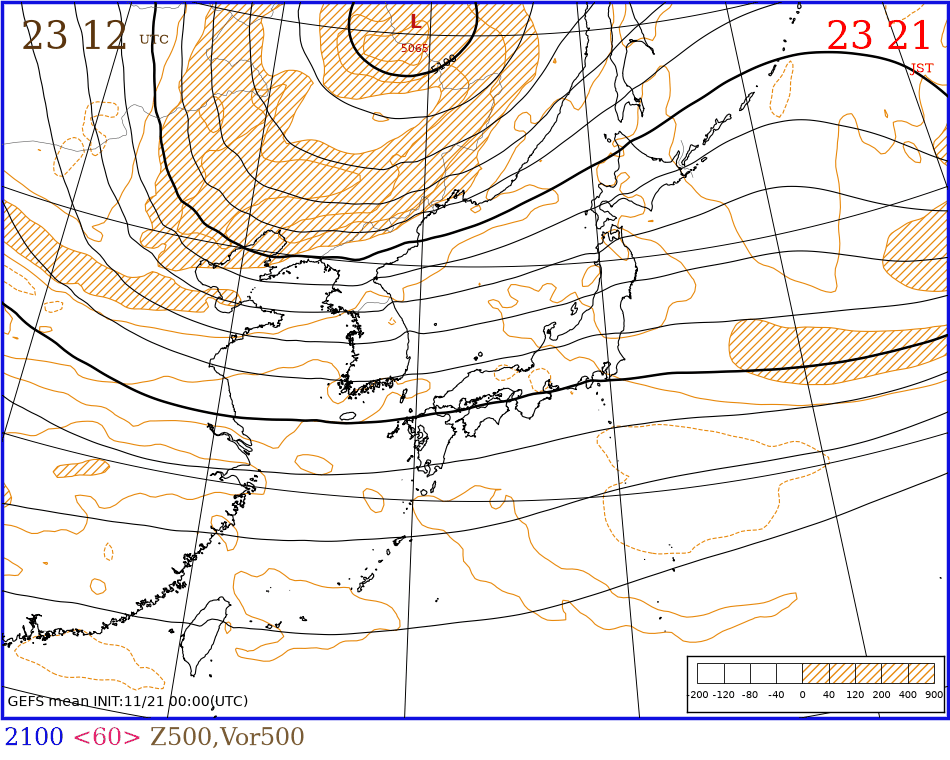 23 12 UTC
23 21 JST
L
5065
5100
-200 -120 -80 -40 0 40 120 200 400 900
GEFS mean INIT:11/21 00:00(UTC)
2100 <60> Z500,Vor500